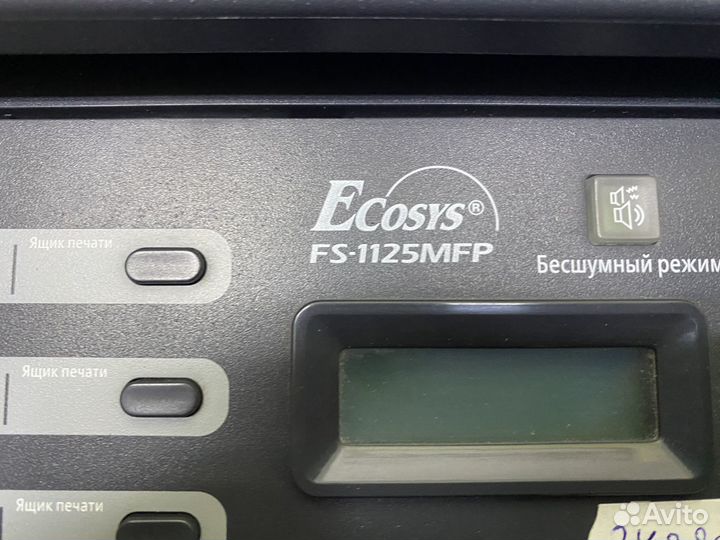 ECOSYS®
FS-1125MFP
Бесшумный режим
Ящик печати
Ящик печати
Ящик печати
Avito